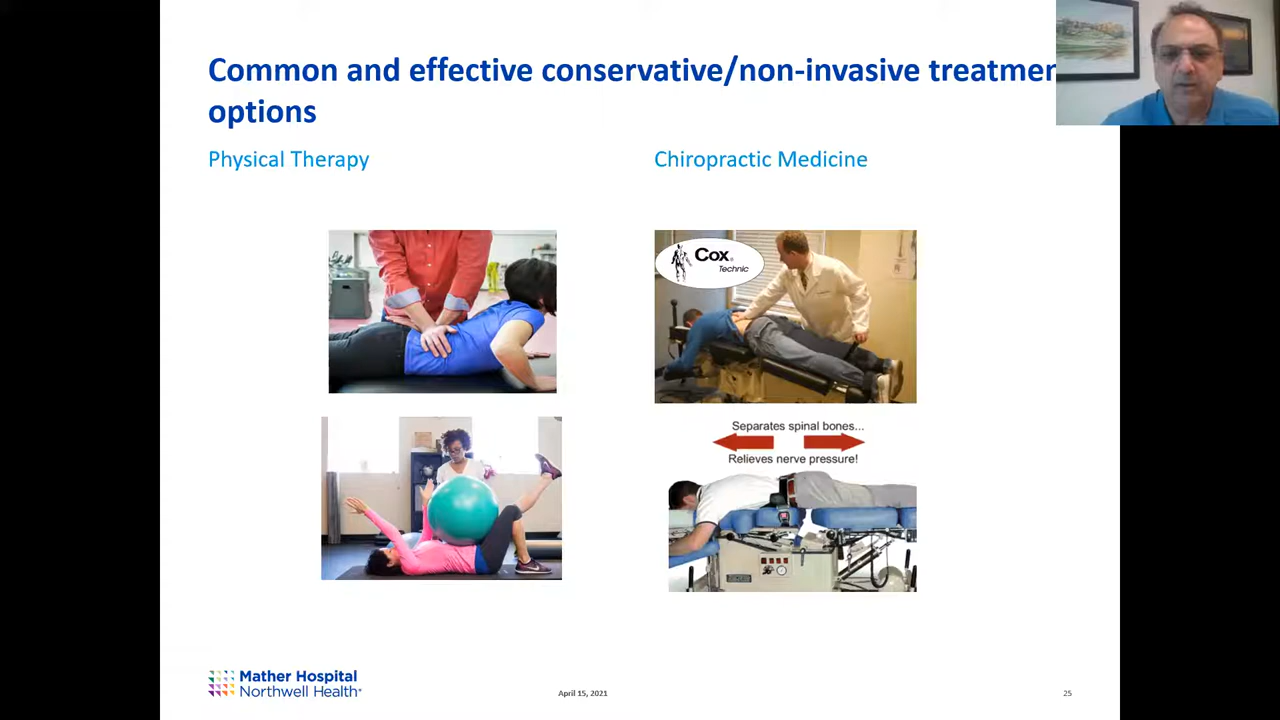 Common and effective conservative/non-invasive treatmen
options
Physical Therapy
Chiropractic Medicine
Cox®
Technic
Separates spinal bones...
Relieves nerve pressure!
Mather Hospital
Northwell Health®
April 15, 2021
25